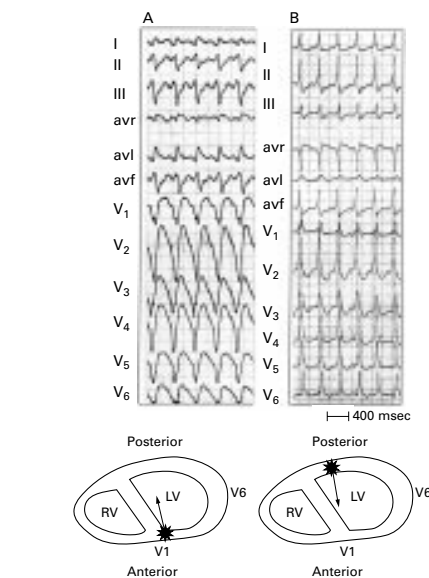 A
I
II
III
avr
avl
avf
V1
V2
V3
V4
V5
V6
B
I
II
III
avr
avl
avf
V1
V2
V3
V4
V5
V6
400 msec
Posterior
RV
LV
V6
V1
Anterior
Posterior
RV
LV
V6
V1
Anterior